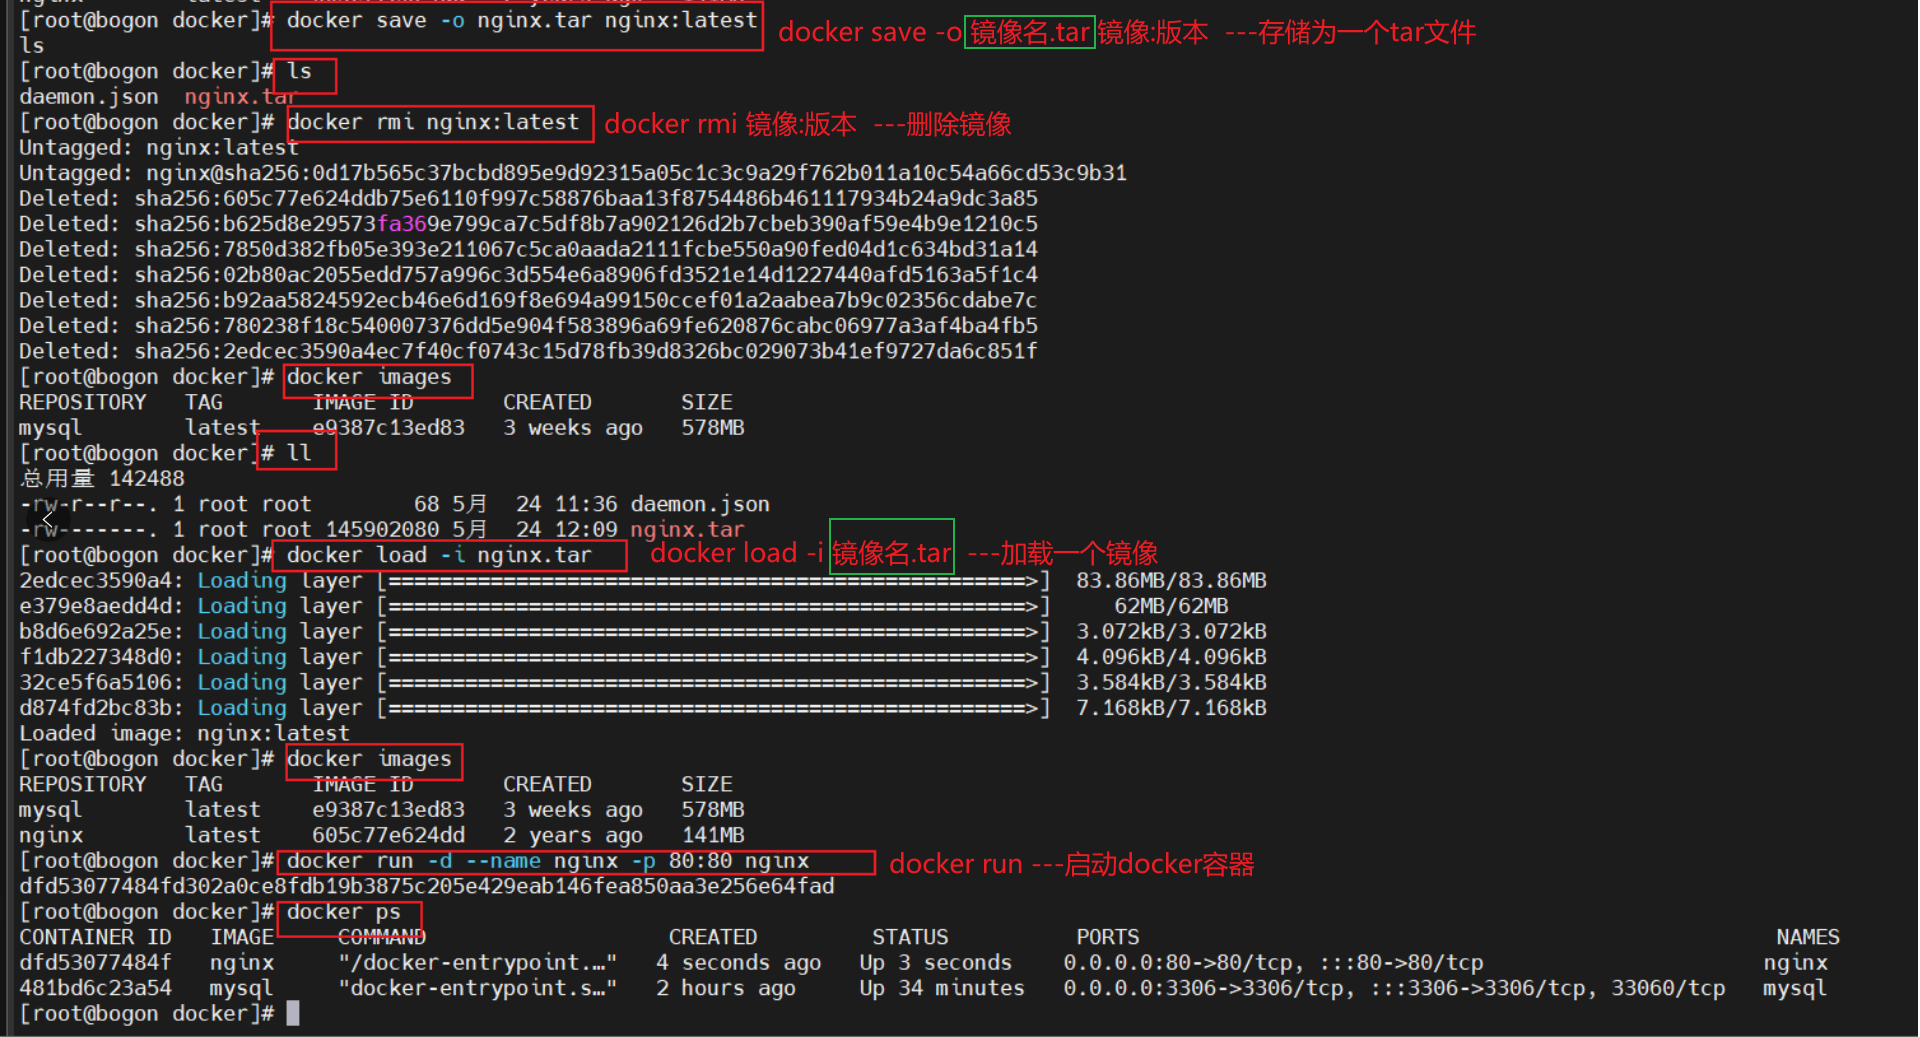 [root@bogon docker]# docker save -o nginx.tar nginx:latest docker save -o 镜像名.tar 镜像:版本 ---存储为一个tar文件
ls
[root@bogon docker]# ls
daemon.json nginx.tar
[root@bogon docker]# docker rmi nginx:latest docker rmi 镜像:版本 ---删除镜像
Untagged: nginx:latest
Untagged: nginx@sha256:0d17b565c37bcbd895e9d92315a05c1c3c9a29f762b011a10c54a66cd53c9b31
Deleted: sha256:605c77e624ddb75e6110f997c58876baa13f8754486b461117934b24a9dc3a85
Deleted: sha256:b625d8e29573fa369e799ca7c5df8b7a902126d2b7cbeb390af59e4b9e1210c5
Deleted: sha256:7850d382fb05e393e211067c5ca0aada2111fcbe550a90fed04d1c634bd31a14
Deleted: sha256:02b80ac2055edd757a996c3d554e6a8906fd3521e14d1227440afd5163a5f1c4
Deleted: sha256:b92aa5824592ecb46e6d169f8e694a99150ccef01a2aabea7b9c02356cdabe7c
Deleted: sha256:780238f18c540007376dd5e904f583896a69fe620876cabc06977a3af4ba4fb5
Deleted: sha256:2edcec3590a4ec7f40cf0743c15d78fb39d8326bc029073b41ef9727da6c851f
[root@bogon docker]# docker images
REPOSITORY TAG IMAGE ID CREATED SIZE
mysql latest e9387c13ed83 3 weeks ago 578MB
[root@bogon docker]# ll
总用量 142488
-rw-r--r--. 1 root root 68 5月 24 11:36 daemon.json
-rw-------. 1 root root 145902080 5月 24 12:09 nginx.tar
[root@bogon docker]# docker load -i nginx.tar docker load -i 镜像名.tar ---加载一个镜像
2edcec3590a4: Loading layer [==================================================>] 83.86MB/83.86MB
e379e8aedd4d: Loading layer [==================================================>] 62MB/62MB
b8d6e692a25e: Loading layer [==================================================>] 3.072kB/3.072kB
f1db227348d0: Loading layer [==================================================>] 4.096kB/4.096kB
32ce5f6a5106: Loading layer [==================================================>] 3.584kB/3.584kB
d874fd2bc83b: Loading layer [==================================================>] 7.168kB/7.168kB
Loaded image: nginx:latest
[root@bogon docker]# docker images
REPOSITORY TAG IMAGE ID CREATED SIZE
mysql latest e9387c13ed83 3 weeks ago 578MB
nginx latest 605c77e624dd 2 years ago 141MB
[root@bogon docker]# docker run -d --name nginx -p 80:80 nginx docker run ---启动docker容器
dfd53077484fd302a0ce8fdb19b3875c205e429eab146fea850aa3e256e64fad
[root@bogon docker]# docker ps
CONTAINER ID IMAGE COMMAND CREATED STATUS PORTS NAMES
dfd53077484f nginx "/docker-entrypoint.…" 4 seconds ago Up 3 seconds 0.0.0.0:80->80/tcp, :::80->80/tcp nginx
481bd6c23a54 mysql "docker-entrypoint.s…" 2 hours ago Up 34 minutes 0.0.0.0:3306->3306/tcp, :::3306->3306/tcp, 33060/tcp mysql
[root@bogon docker]#